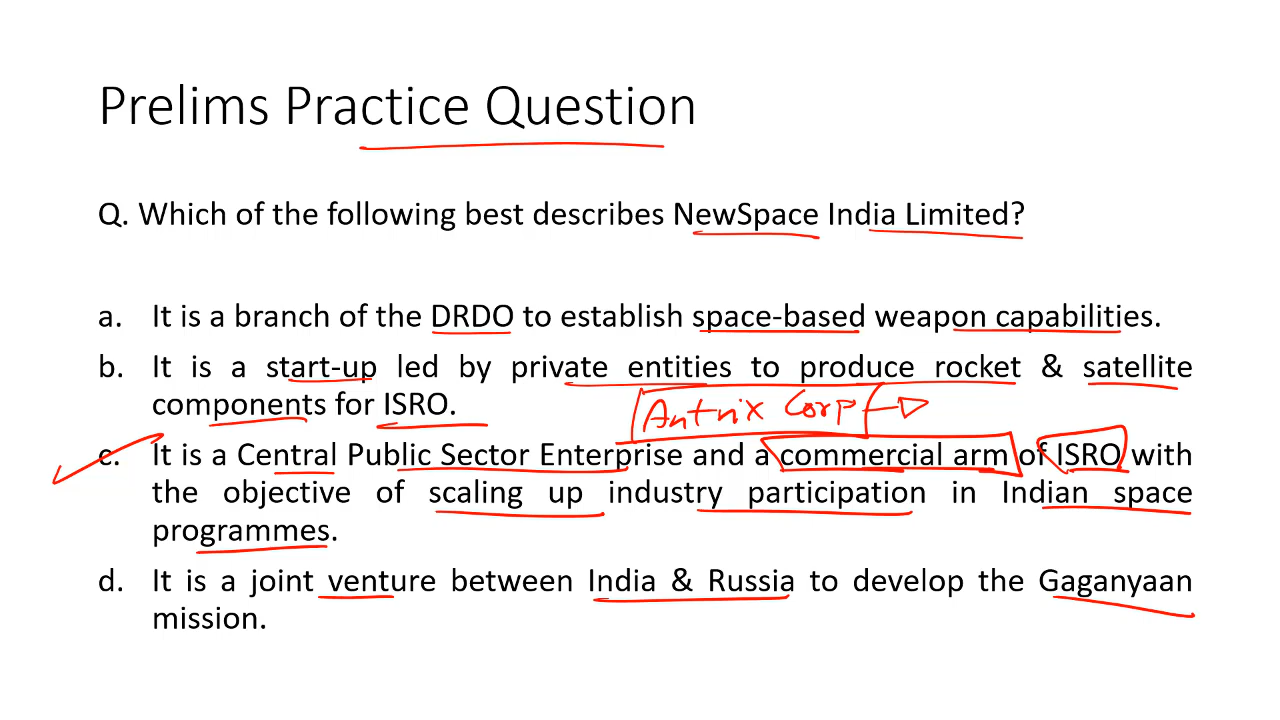 Prelims Practice Question
Q. Which of the following best describes NewSpace India Limited?
a. It is a branch of the DRDO to establish space-based weapon capabilities.
b. It is a start-up led by private entities to produce rocket & satellite
components for ISRO.
Antrix Corp
c. It is a Central Public Sector Enterprise and a commercial arm of ISRO with
the objective of scaling up industry participation in Indian space
programmes.
d. It is a joint venture between India & Russia to develop the Gaganyaan
mission.